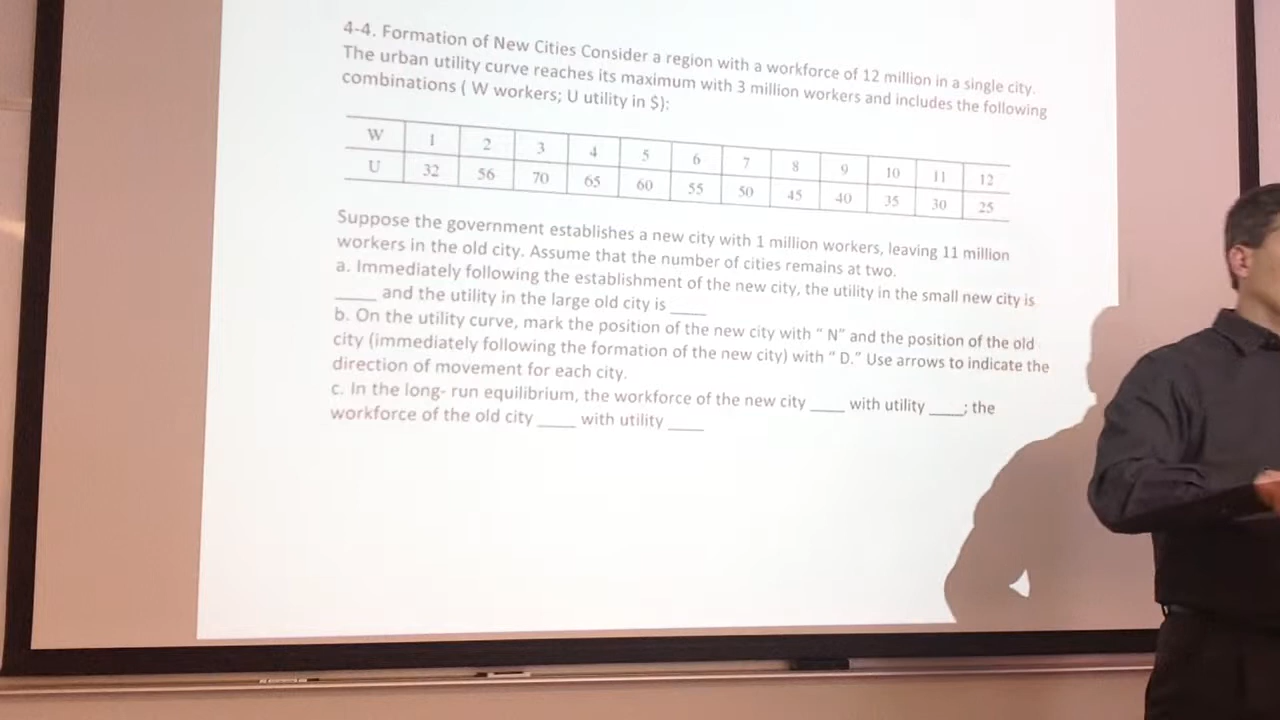 4-4. Formation of New Cities Consider a region with a workforce of 12 million in a single city.
The urban utility curve reaches its maximum with 3 million workers and includes the following
combinations ( W workers; U utility in $):
W 1 2 3 4 5 6 7 8 9 10 11 12
U 32 56 70 65 60 55 50 45 40 35 30 25
Suppose the government establishes a new city with 1 million workers, leaving 11 million
workers in the old city. Assume that the number of cities remains at two.
a. Immediately following the establishment of the new city, the utility in the small new city is
____ and the utility in the large old city is ____
b. On the utility curve, mark the position of the new city with “ N” and the position of the old
city (immediately following the formation of the new city) with “ D.” Use arrows to indicate the
direction of movement for each city.
c. In the long- run equilibrium, the workforce of the new city ____ with utility ____; the
workforce of the old city ____ with utility ____